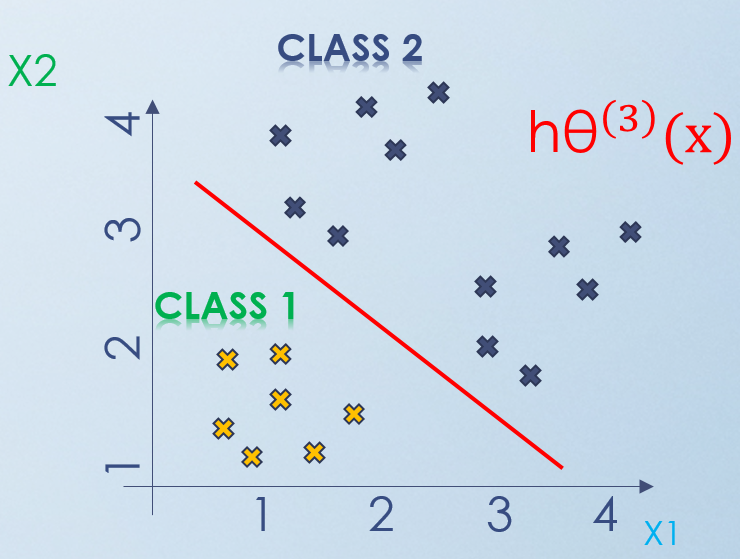 CLASS 2
X2
hθ⁽³⁾(x)
4
3
CLASS 1
2
1
1 2 3 4
X1